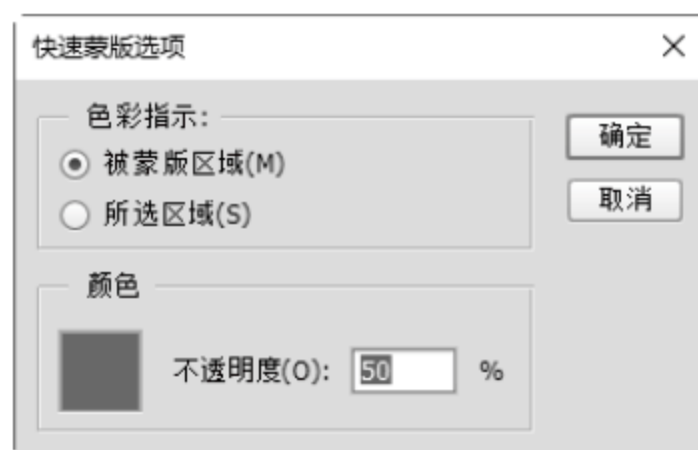 快速蒙版选项
色彩指示:
被蒙版区域(M)
所选区域(S)
确定
取消
颜色
不透明度(O): 50 %